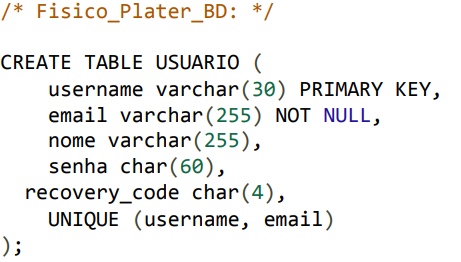 /* Fisico_Plater_BD: */
CREATE TABLE USUARIO (
username varchar(30) PRIMARY KEY,
email varchar(255) NOT NULL,
nome varchar(255),
senha char(60),
recovery_code char(4),
UNIQUE (username, email)
);